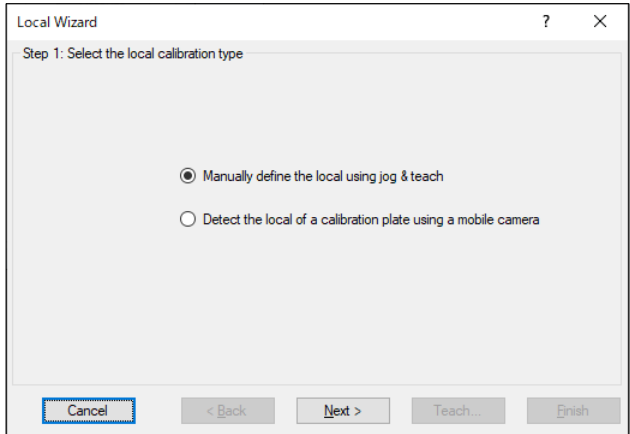 Local Wizard ? ×
Step 1: Select the local calibration type
Manually define the local using jog & teach
Detect the local of a calibration plate using a mobile camera
Cancel < Back Next > Teach... Finish